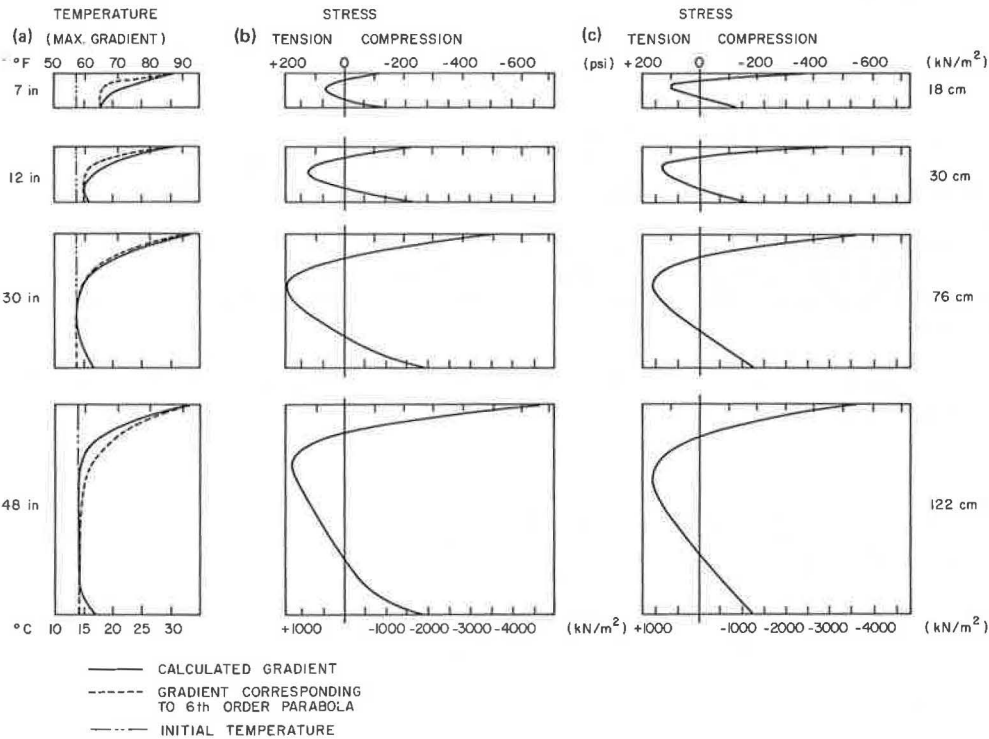 TEMPERATURE STRESS STRESS
(a) (MAX. GRADIENT) (b) TENSION COMPRESSION (c) TENSION COMPRESSION
°F 50 60 70 80 90 +200 0 -200 -400 -600 (psi) +200 0 -200 -400 -600 (kN/m²)
7 in 18 cm
12 in 30 cm
30 in 76 cm
48 in 122 cm
°C 10 15 20 25 30 +1000 -1000 -2000 -3000 -4000 (kN/m²) +1000 -1000 -2000 -3000 -4000 (kN/m²)
CALCULATED GRADIENT
GRADIENT CORRESPONDING
TO 6th ORDER PARABOLA
INITIAL TEMPERATURE